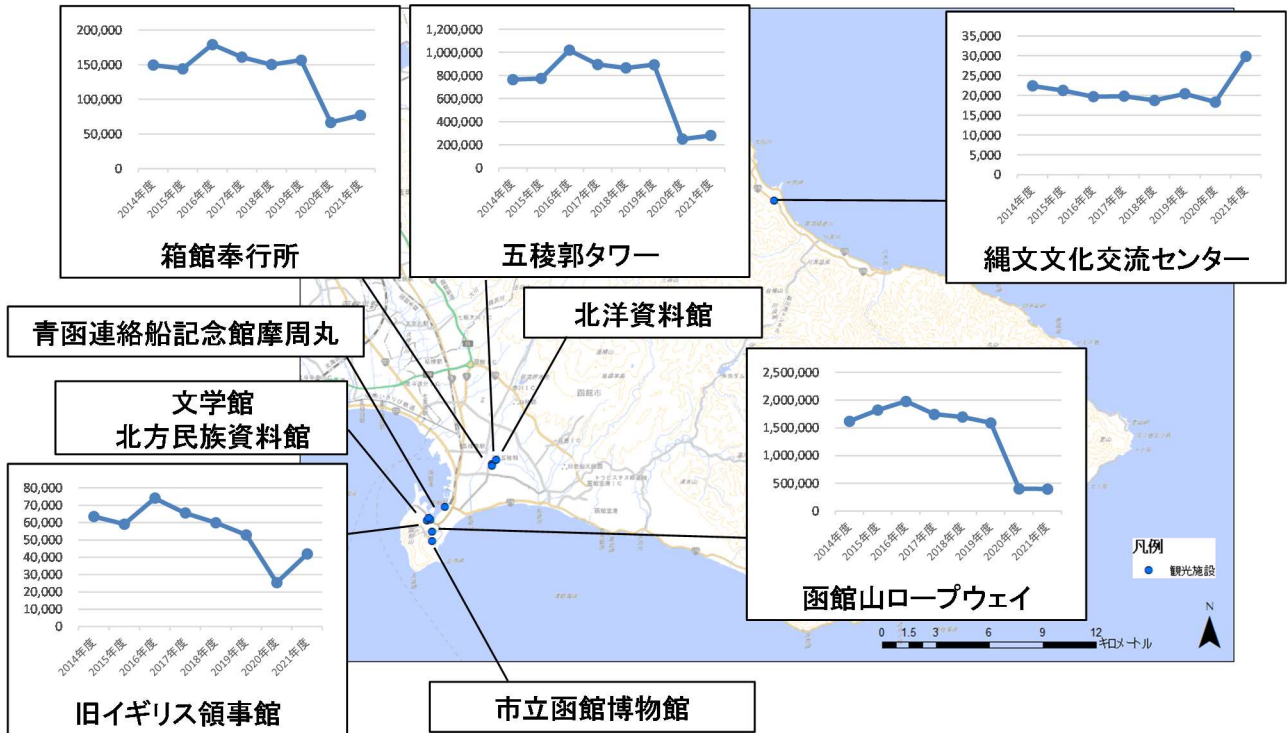 200,000
150,000
100,000
50,000
0
2014年度
2015年度
2016年度
2017年度
2018年度
2019年度
2020年度
2021年度
箱館奉行所
1,200,000
1,000,000
800,000
600,000
400,000
200,000
0
2014年度
2015年度
2016年度
2017年度
2018年度
2019年度
2020年度
2021年度
五稜郭タワー
35,000
30,000
25,000
20,000
15,000
10,000
5,000
0
2014年度
2015年度
2016年度
2017年度
2018年度
2019年度
2020年度
2021年度
縄文文化交流センター
北洋資料館
青函連絡船記念館摩周丸
文学館
北方民族資料館
80,000
70,000
60,000
50,000
40,000
30,000
20,000
10,000
0
2014年度
2015年度
2016年度
2017年度
2018年度
2019年度
2020年度
2021年度
旧イギリス領事館
2,500,000
2,000,000
1,500,000
1,000,000
500,000
0
2014年度
2015年度
2016年度
2017年度
2018年度
2019年度
2020年度
2021年度
函館山ロープウェイ
市立函館博物館
函館市
凡例
観光施設
N
0 1.5 3 6 9 12
キロメートル